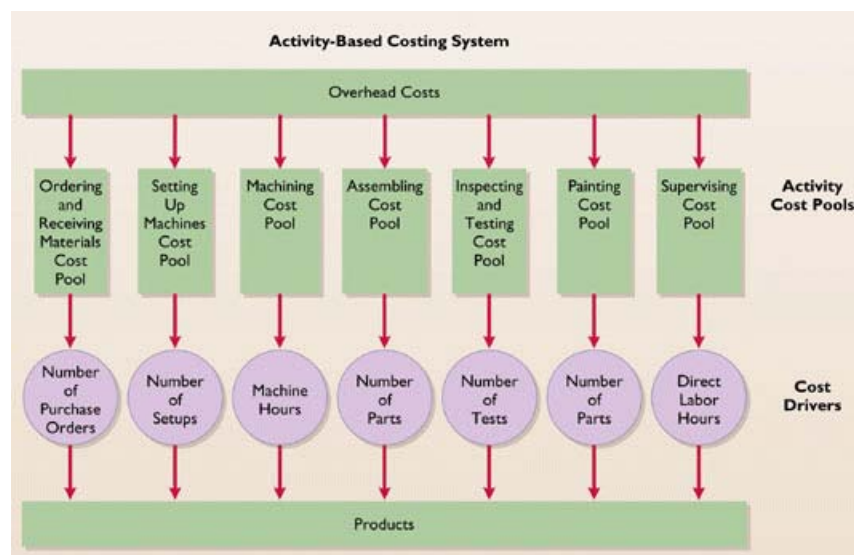 Activity-Based Costing System
Overhead Costs
Ordering
and
Receiving
Materials
Cost
Pool
Setting
Up
Machines
Cost
Pool
Machining
Cost
Pool
Assembling
Cost
Pool
Inspecting
and
Testing
Cost
Pool
Painting
Cost
Pool
Supervising
Cost
Pool
Activity
Cost Pools
Number
of
Purchase
Orders
Number
of
Setups
Machine
Hours
Number
of
Parts
Number
of
Tests
Number
of
Parts
Direct
Labor
Hours
Cost
Drivers
Products